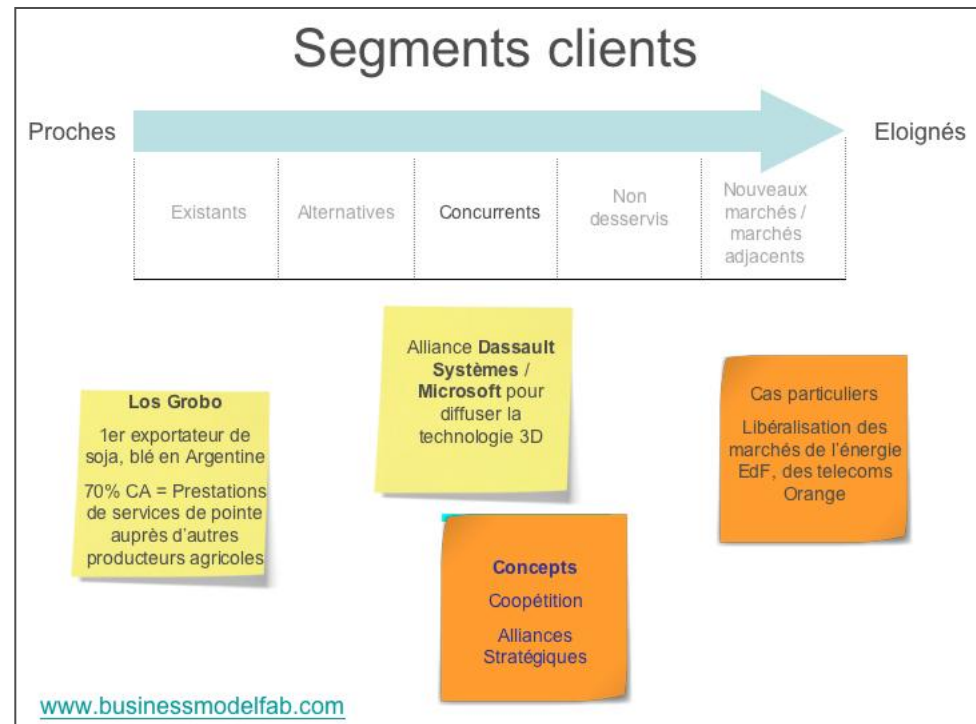 Segments clients
Proches
Eloignés
Existants
Alternatives
Concurrents
Non
desservis
Nouveaux
marchés /
marchés
adjacents
Los Grobo
1er exportateur de
soja, blé en Argentine
70% CA = Prestations
de services de pointe
auprès d'autres
producteurs agricoles
Alliance Dassault
Systèmes /
Microsoft pour
diffuser la
technologie 3D
Concepts
Coopétition
Alliances
Stratégiques
Cas particuliers
Libéralisation des
marchés de l'énergie
EdF, des telecoms
Orange
www.businessmodelfab.com